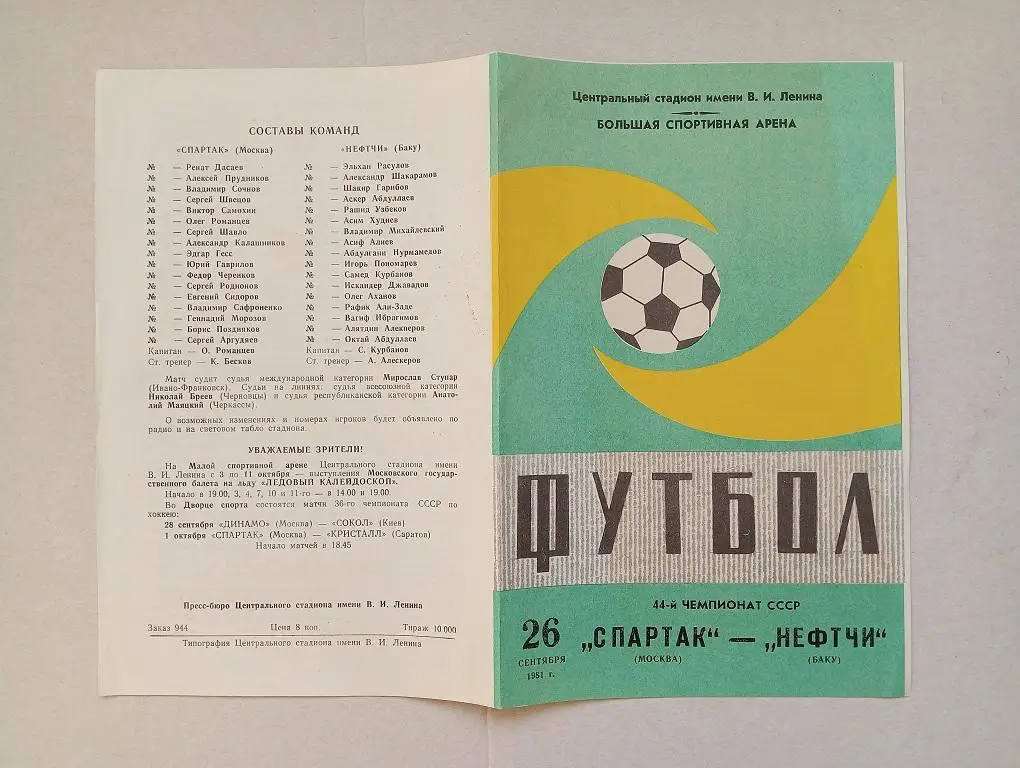 СОСТАВЫ КОМАНД
«СПАРТАК» (Москва)
№ — Ренат Дасаев
№ — Алексей Прудников
№ — Владимир Сочнов
№ — Сергей Швецов
№ — Виктор Самохин
№ — Олег Романцев
№ — Сергей Шавло
№ — Александр Калашников
№ — Эдгар Гесс
№ — Юрий Гаврилов
№ — Федор Черенков
№ — Сергей Родионов
№ — Евгений Сидоров
№ — Владимир Сафроненко
№ — Геннадий Морозов
№ — Борис Поздняков
№ — Сергей Аргудяев
Капитан — О. Романцев
Ст. тренер — К. Бесков
«НЕФТЧИ» (Баку)
№ — Эльхан Расулов
№ — Александр Шакарамов
№ — Шакир Гарибов
№ — Аскер Абдуллаев
№ — Рашид Узбеков
№ — Асим Худиев
№ — Владимир Михайлевский
№ — Асиф Алиев
№ — Абдулгани Нурмамедов
№ — Игорь Пономарев
№ — Самед Курбанов
№ — Искандер Джавадов
№ — Олег Аханов
№ — Рафик Али-Заде
№ — Вагиф Ибрагимов
№ — Алятдин Алекперов
№ — Октай Абдуллаев
Капитан — С. Курбанов
Ст. тренер — А. Алескеров
Матч судит судья международной категории Мирослав Ступар
(Ивано-Франковск). Судьи на линиях: судья всесоюзной категории
Николай Бреев (Черновцы) и судья республиканской категории Анато-
лий Маяцкий (Черкассы).
О возможных изменениях и номерах игроков будет объявлено по
радио и на световом табло стадиона.
УВАЖАЕМЫЕ ЗРИТЕЛИ!
На Малой спортивной арене Центрального стадиона имени
В. И. Ленина с 3 по 11 октября — выступления Московского государ-
ственного балета на льду «ЛЕДОВЫЙ КАЛЕЙДОСКОП».
Начало в 19.00, 3, 4, 7, 10 и 11-го — в 14.00 и 19.00.
Во Дворце спорта состоятся матчи 36-го чемпионата СССР по
хоккею:
28 сентября «ДИНАМО» (Москва) — «СОКОЛ» (Киев)
1 октября «СПАРТАК» (Москва) — «КРИСТАЛЛ» (Саратов)
Начало матчей в 18.45
Пресс-бюро Центрального стадиона имени В. И. Ленина
Заказ 944 Цена 8 коп. Тираж 10 000
Типография Центрального стадиона имени В. И. Ленина
Центральный стадион имени В. И. Ленина
БОЛЬШАЯ СПОРТИВНАЯ АРЕНА
ФУТБОЛ
44-й ЧЕМПИОНАТ СССР
26
СЕНТЯБРЯ
1981 г.
„СПАРТАК“ — „НЕФТЧИ“
(МОСКВА) (БАКУ)